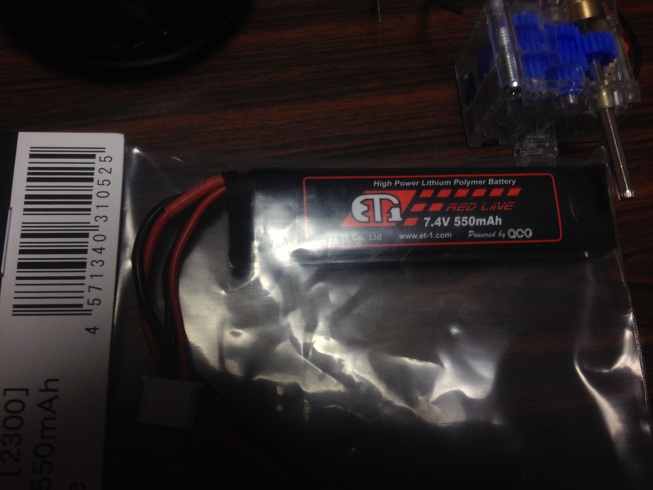 High Power Lithium Polymer Battery
ET1 RED LINE
7.4V 550mAh
ET1 Co., Ltd www.et-1.com Powered by QCO
4 571340 310525
[2300]
550mAh